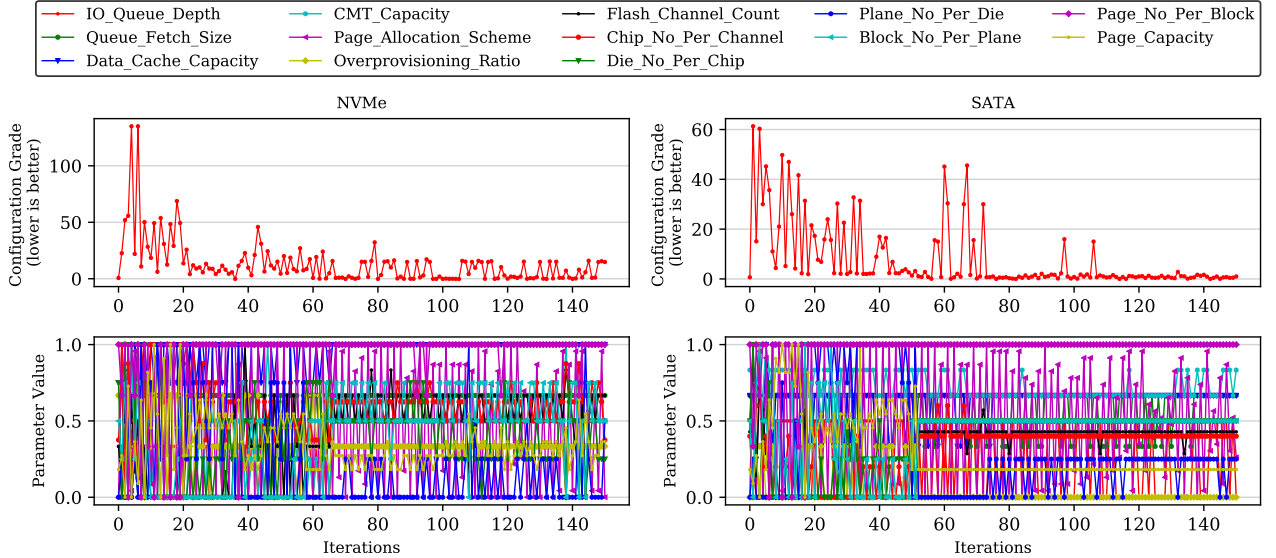 IO_Queue_Depth CMT_Capacity Flash_Channel_Count Plane_No_Per_Die Page_No_Per_Block
Queue_Fetch_Size Page_Allocation_Scheme Chip_No_Per_Channel Block_No_Per_Plane Page_Capacity
Data_Cache_Capacity Overprovisioning_Ratio Die_No_Per_Chip
NVMe SATA
Configuration Grade
(lower is better)
100
50
0
0 20 40 60 80 100 120 140
Configuration Grade
(lower is better)
60
40
20
0
0 20 40 60 80 100 120 140
Parameter Value
1.0
0.5
0.0
0 20 40 60 80 100 120 140
Iterations
Parameter Value
1.0
0.5
0.0
0 20 40 60 80 100 120 140
Iterations